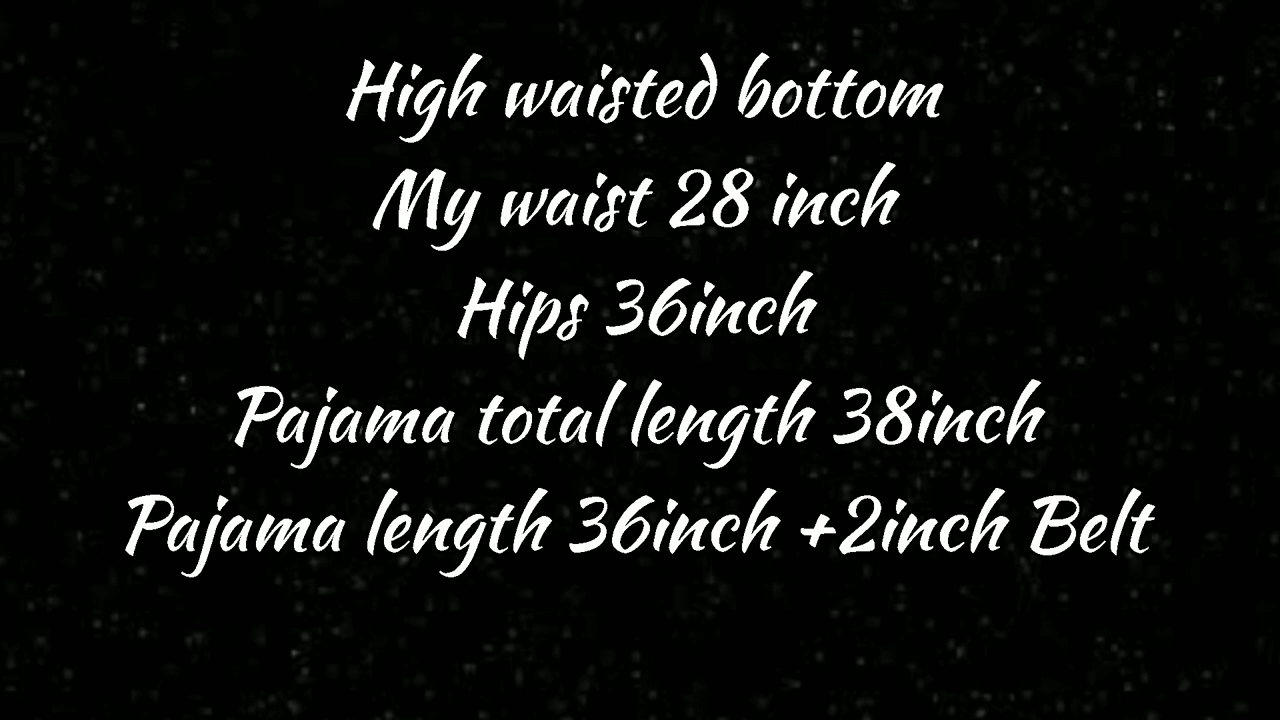 High waisted bottom
My waist 28 inch
Hips 36inch
Pajama total length 38inch
Pajama length 36inch +2inch Belt